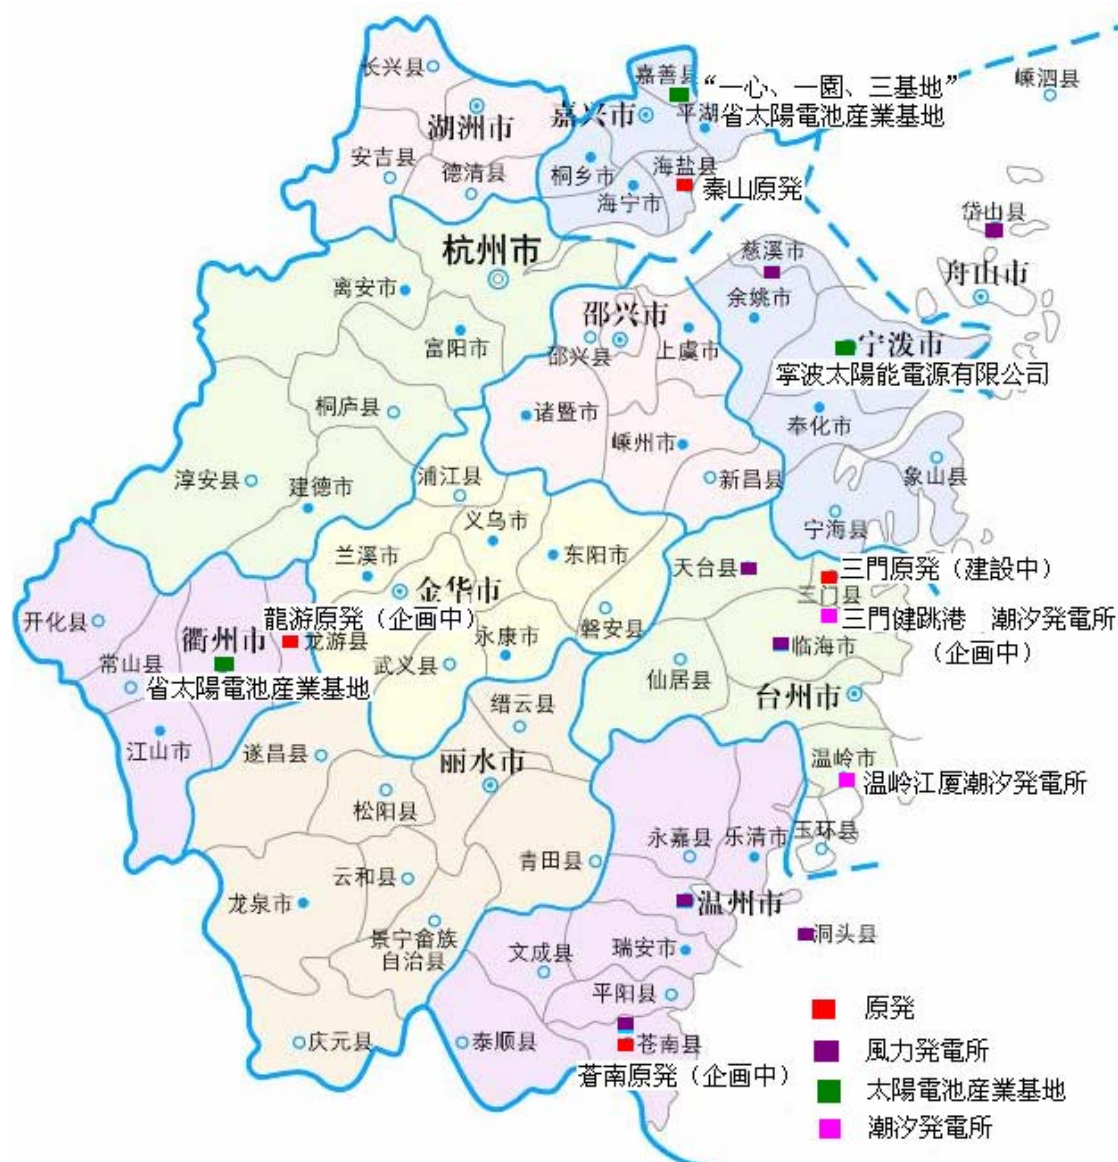 长兴县
嘉善县
“一心、一園、三基地”
嵊泗县
湖洲市
嘉兴市
平湖
省太陽電池産業基地
安吉县
德清县
桐乡市
海盐县
海宁市
秦山原発
岱山县
杭州市
慈溪市
舟山市
离安市
余姚市
富阳市
邵兴市
邵兴县
上虞市
宁泼市
寧波太陽能電源有限公司
桐庐县
诸暨市
嵊州市
奉化市
淳安县
建德市
浦江县
新昌县
象山县
义乌市
宁海县
兰溪市
东阳市
天台县
三門原発（建設中）
金华市
三门县
开化县
龍游原発（企画中）
磐安县
三門健跳港 潮汐発電所
（企画中）
衢州市
龙游县
永康市
临海市
常山县
武义县
仙居县
省太陽電池産業基地
台州市
缙云县
江山市
遂昌县
丽水市
温岭市
温岭江厦潮汐発電所
松阳县
玉环县
永嘉县
乐清市
青田县
云和县
龙泉市
温州市
洞头县
景宁畲族
自治县
文成县
瑞安市
平阳县
庆元县
泰顺县
苍南县
蒼南原発（企画中）
原発
風力発電所
太陽電池産業基地
潮汐発電所